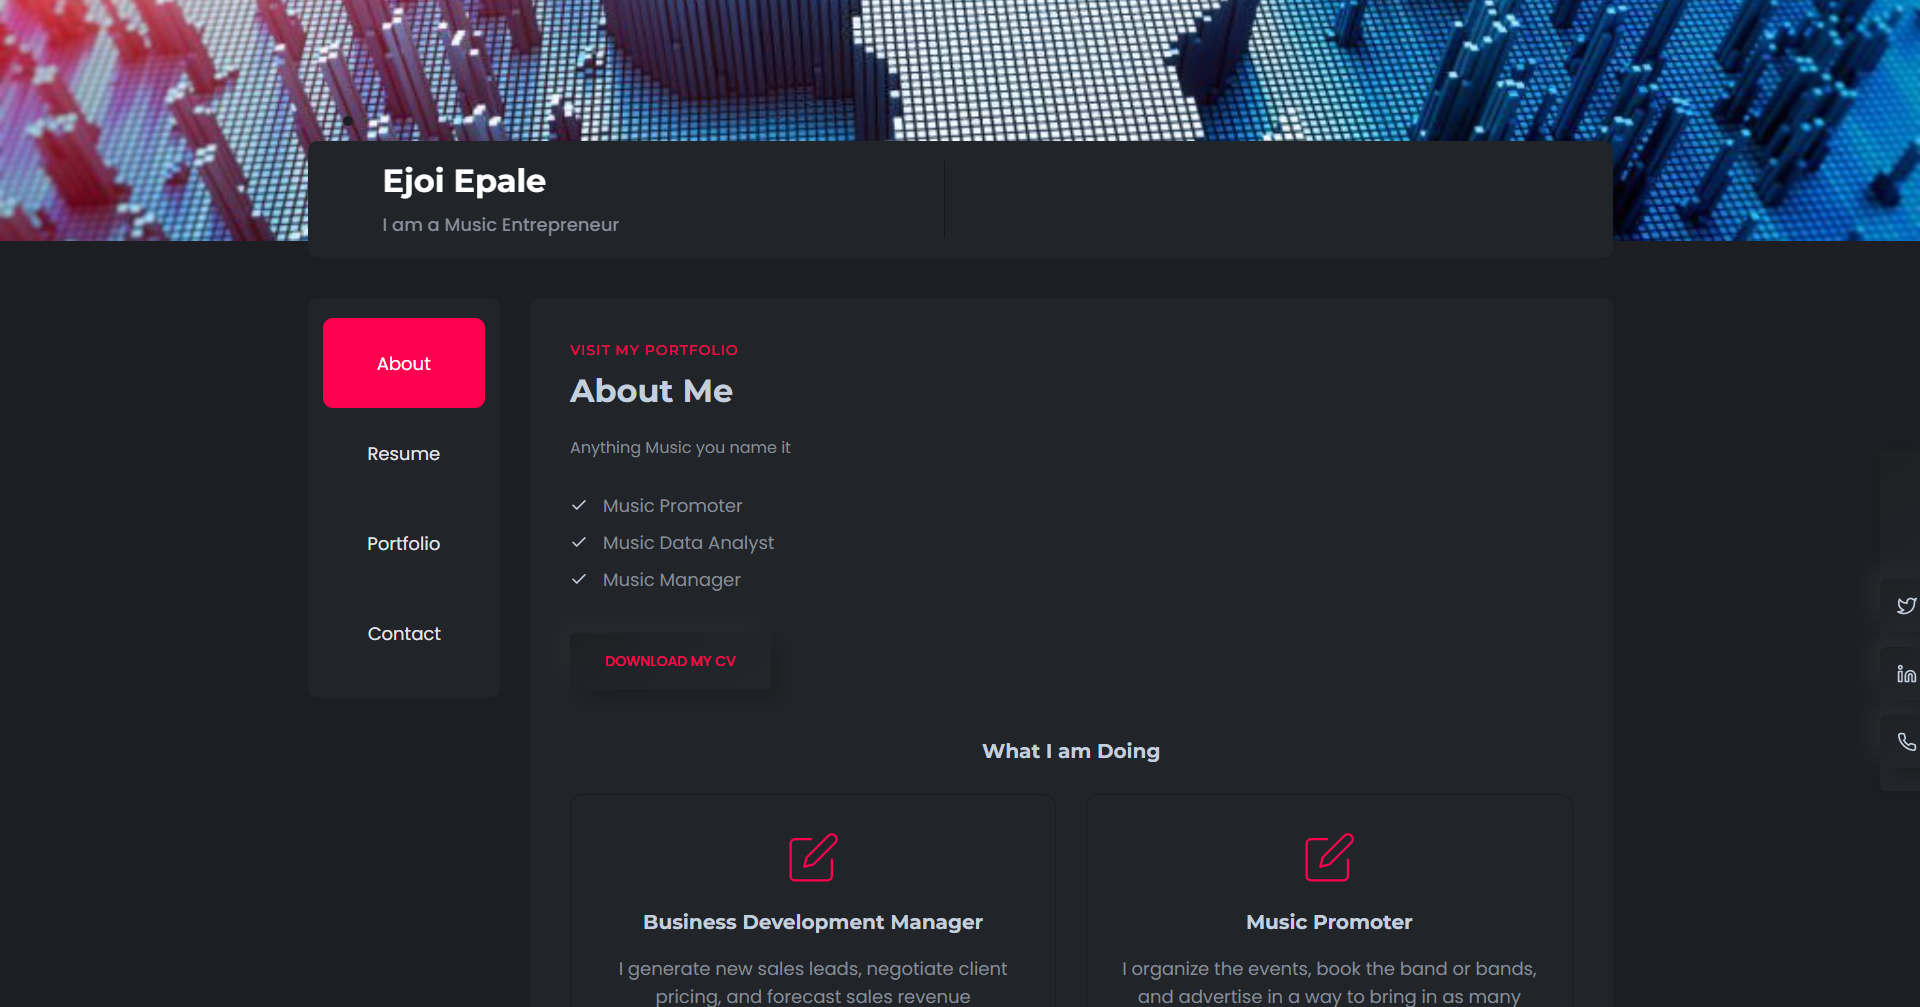 Ejoi Epale
I am a Music Entrepreneur
About
Resume
Portfolio
Contact
VISIT MY PORTFOLIO
About Me
Anything Music you name it
Music Promoter
Music Data Analyst
Music Manager
DOWNLOAD MY CV
What I am Doing
Business Development Manager
I generate new sales leads, negotiate client
pricing, and forecast sales revenue
Music Promoter
I organize the events, book the band or bands,
and advertise in a way to bring in as many